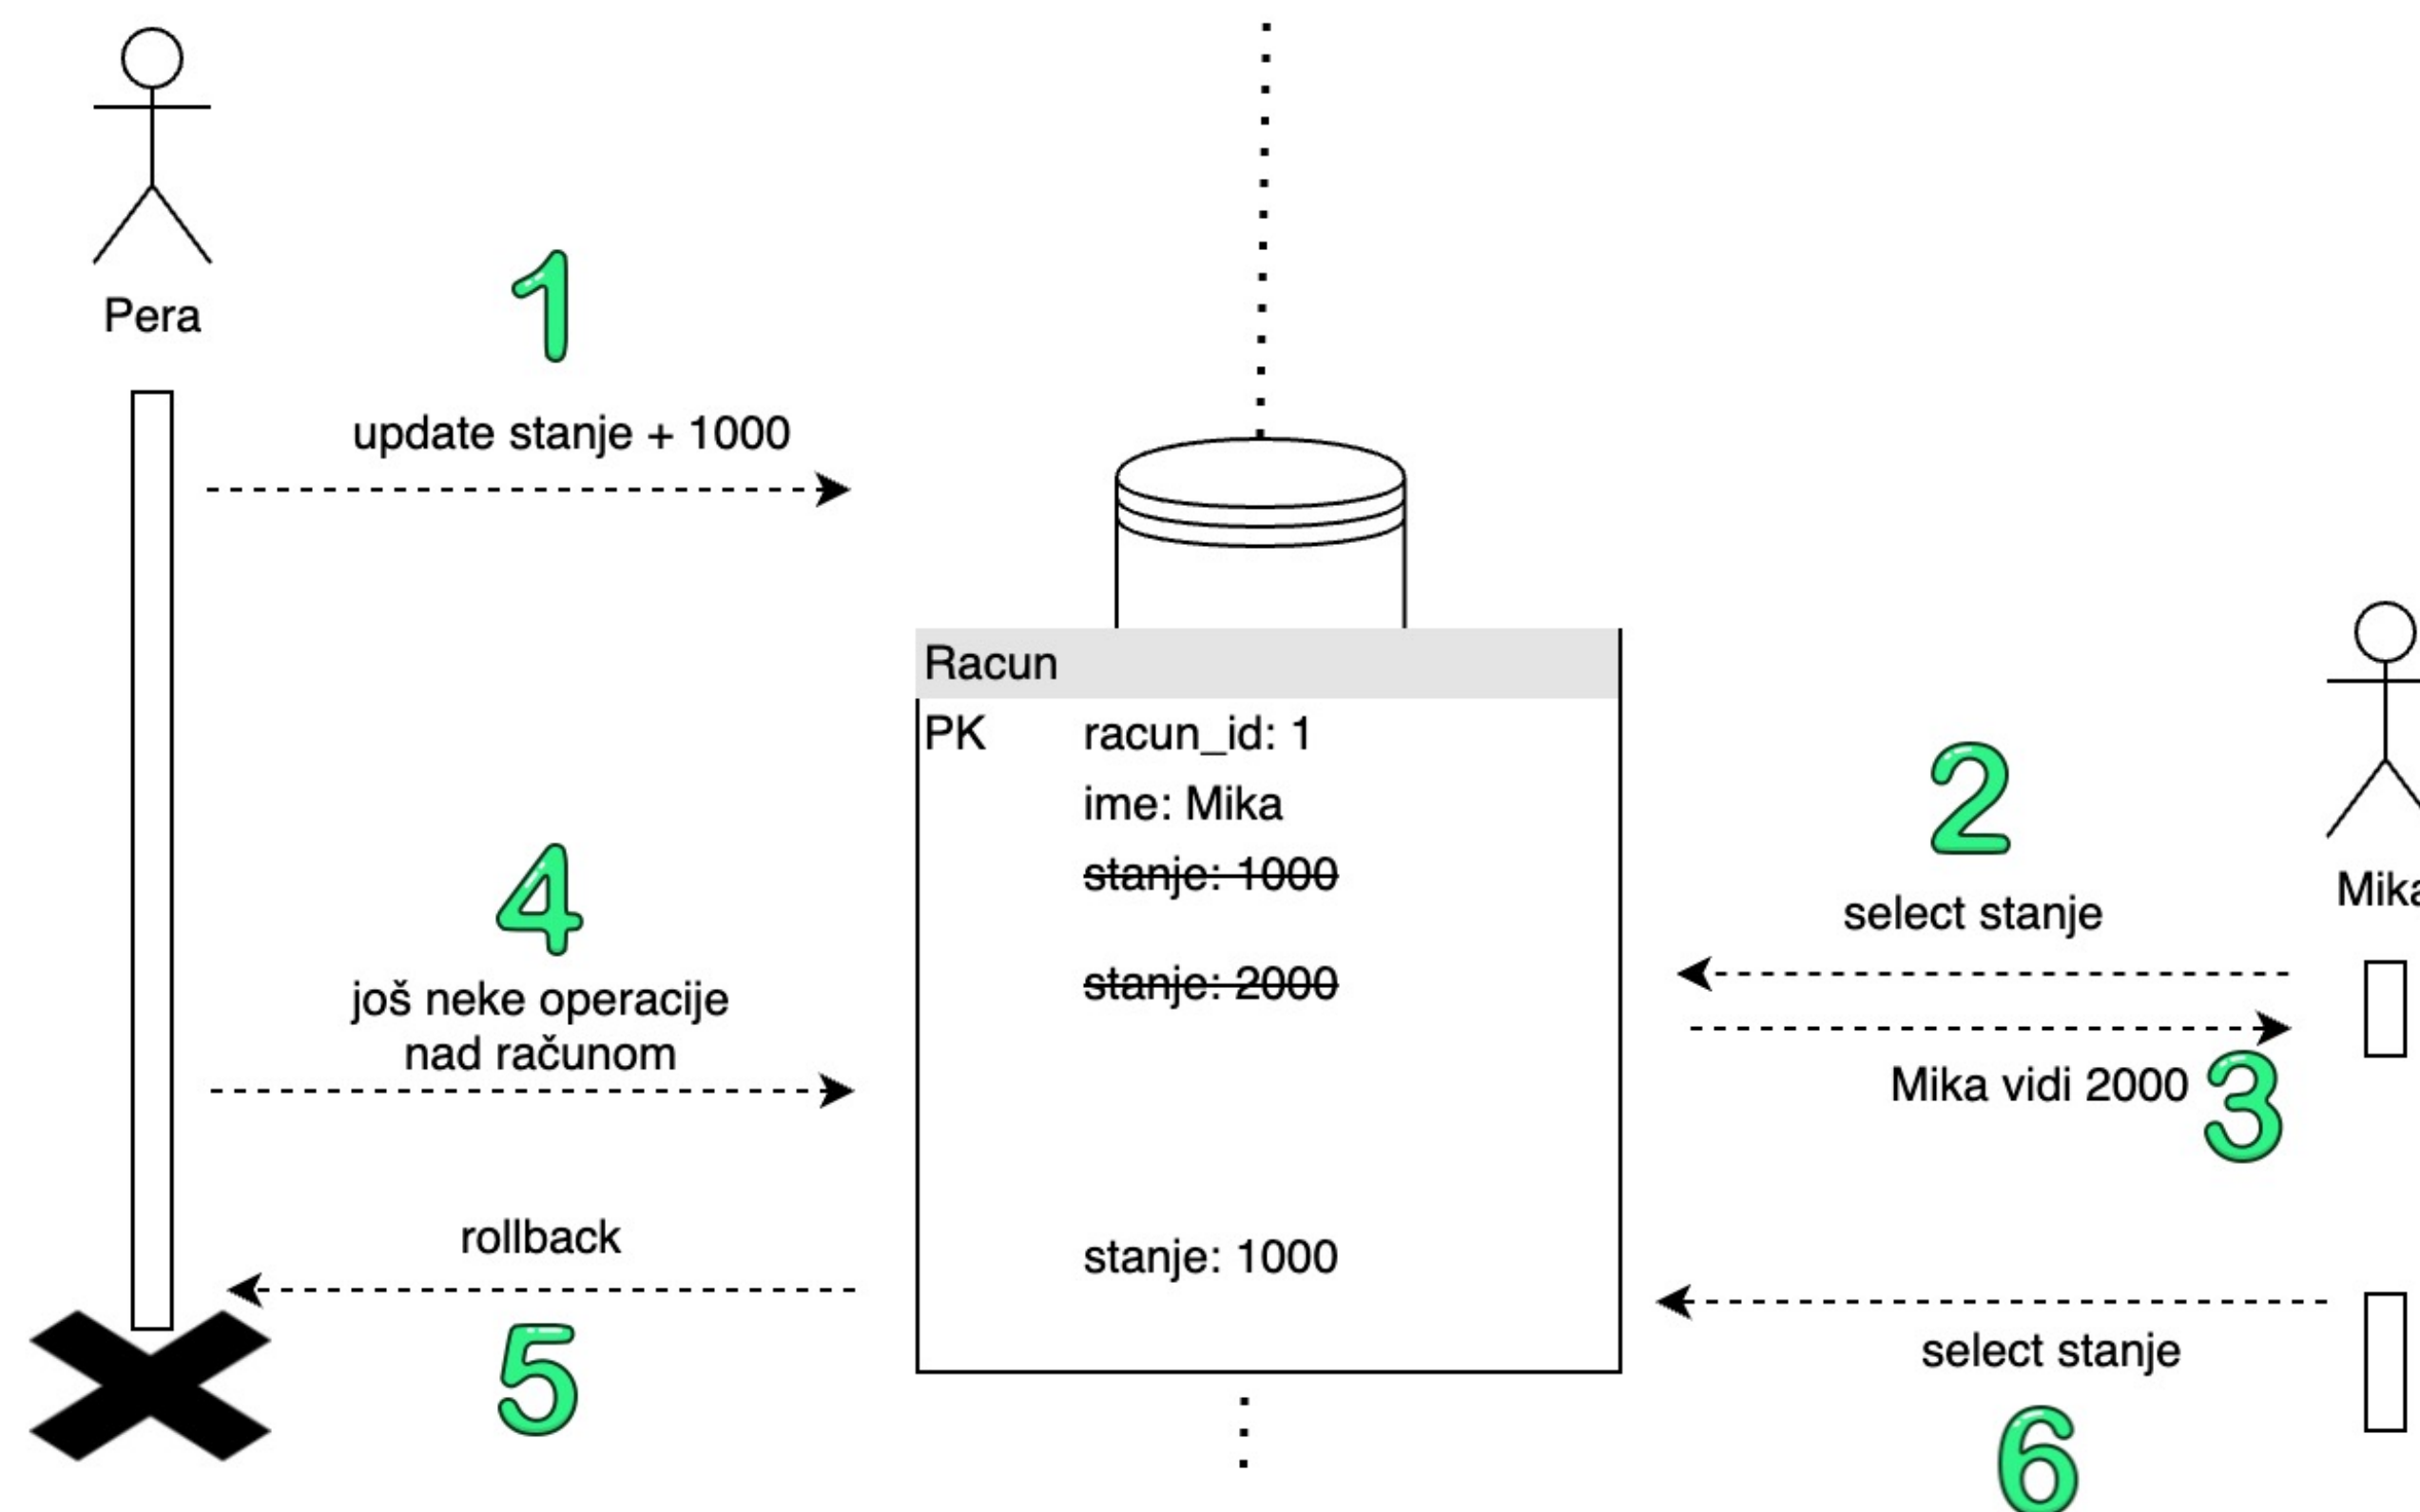 Pera
1
update stanje + 1000
Racun
PK racun_id: 1
ime: Mika
stanje: 1000
stanje: 2000
stanje: 1000
2
Mika
select stanje
Mika vidi 2000
3
4
još neke operacije
nad računom
rollback
5
select stanje
6